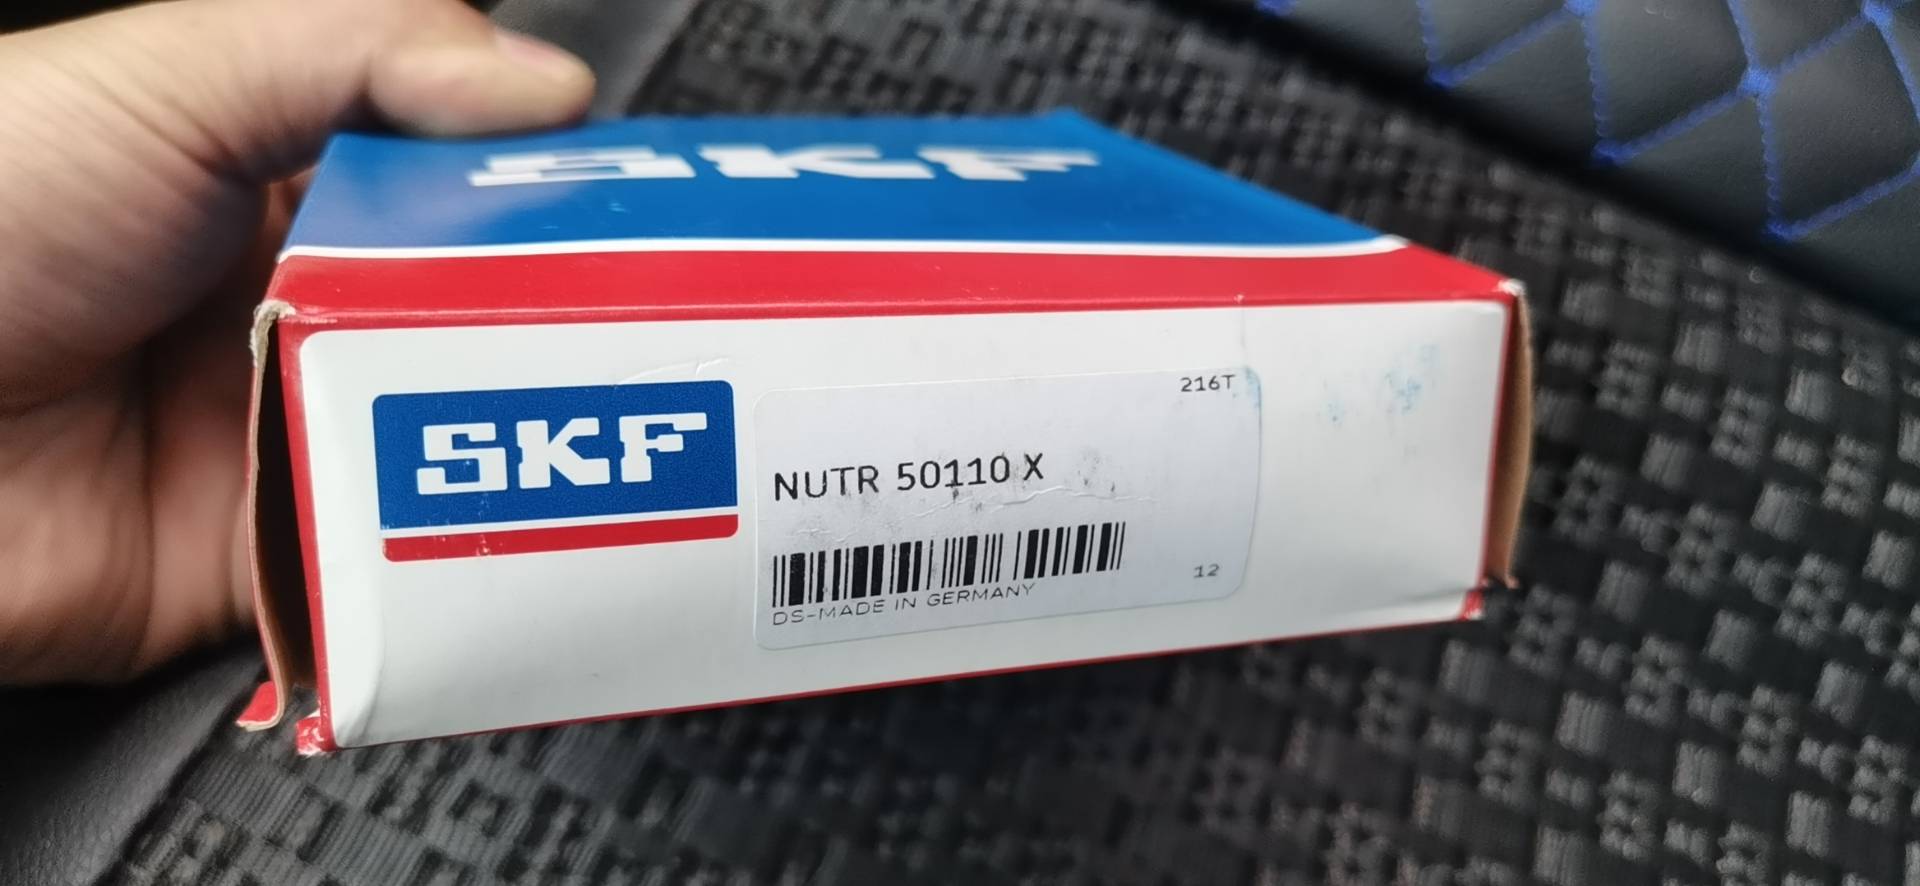 SKF
SKF
216T
NUTR 50110 X
12
DS-MADE IN GERMANY